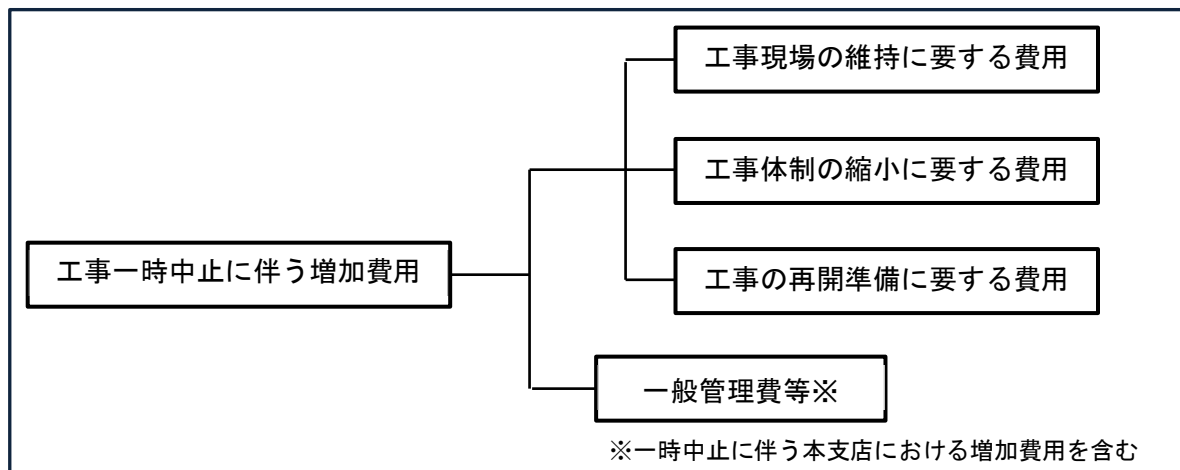 工事現場の維持に要する費用
工事体制の縮小に要する費用
工事一時中止に伴う増加費用
工事の再開準備に要する費用
一般管理費等※
※一時中止に伴う本支店における増加費用を含む